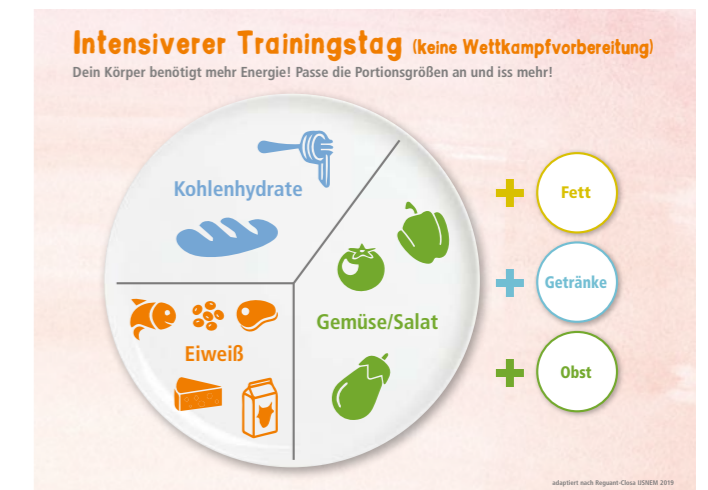 Intensiverer Trainingstag (keine Wettkampfvorbereitung)
Dein Körper benötigt mehr Energie! Passe die Portionsgrößen an und iss mehr!
Kohlenhydrate
Fett
Getränke
Gemüse/Salat
Eiweiß
Obst
adaptiert nach Reguant-Closa USNEM 2019